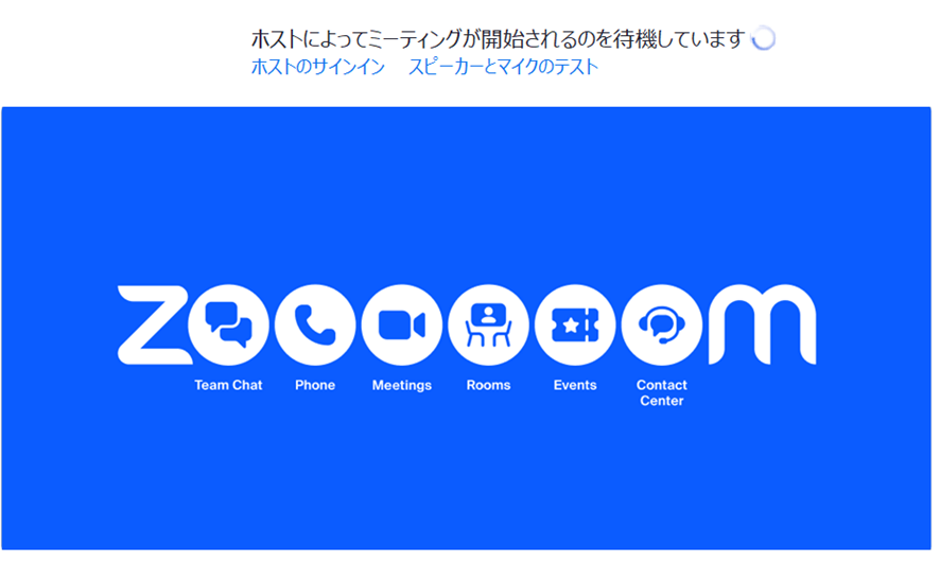 ホストによってミーティングが開始されるのを待機しています
ホストのサインイン スピーカーとマイクのテスト
zoooooom
Team Chat Phone Meetings Rooms Events Contact Center